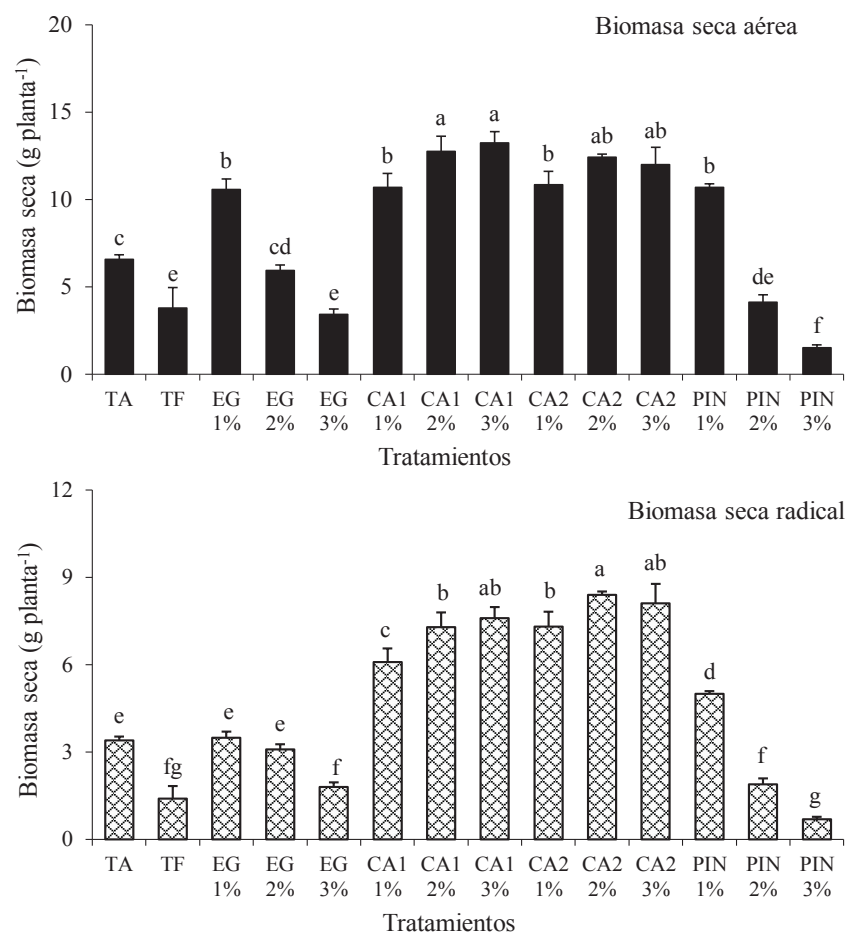 Biomasa seca aérea
Biomasa seca (g planta-1)
20
15
10
5
0
c
e
b
cd
e
b
a
a
b
ab
ab
b
de
f
TA TF EG EG EG CA1 CA1 CA1 CA2 CA2 CA2 PIN PIN PIN
1% 2% 3% 1% 2% 3% 1% 2% 3% 1% 2% 3%
Tratamientos
Biomasa seca radical
Biomasa seca (g planta-1)
12
9
6
3
0
e
fg
e
e
f
c
b
ab
b
a
ab
d
f
g
TA TF EG EG EG CA1 CA1 CA1 CA2 CA2 CA2 PIN PIN PIN
1% 2% 3% 1% 2% 3% 1% 2% 3% 1% 2% 3%
Tratamientos